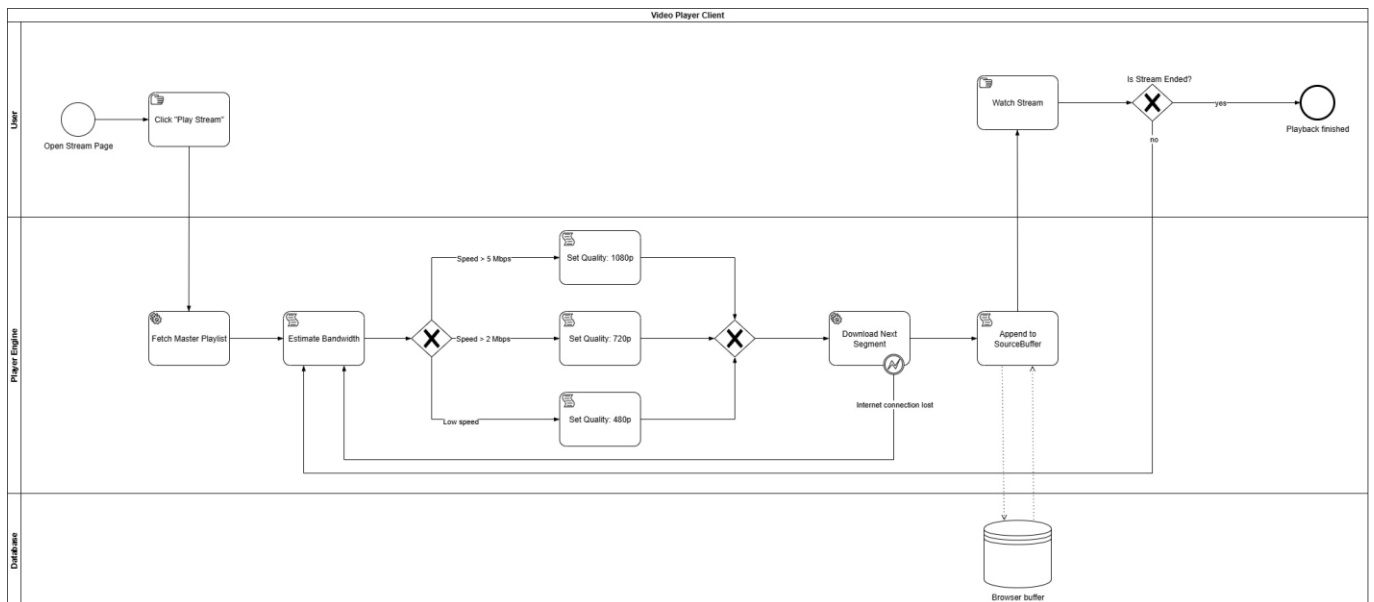 Video Player Client
User
Open Stream Page
Click "Play Stream"
Watch Stream
Is Stream Ended?
yes
no
Playback finished
Player Engine
Fetch Master Playlist
Estimate Bandwidth
Speed > 5 Mbps
Speed > 2 Mbps
Low speed
Set Quality: 1080p
Set Quality: 720p
Set Quality: 480p
Download Next
Segment
Internet connection lost
Append to
SourceBuffer
Database
Browser buffer